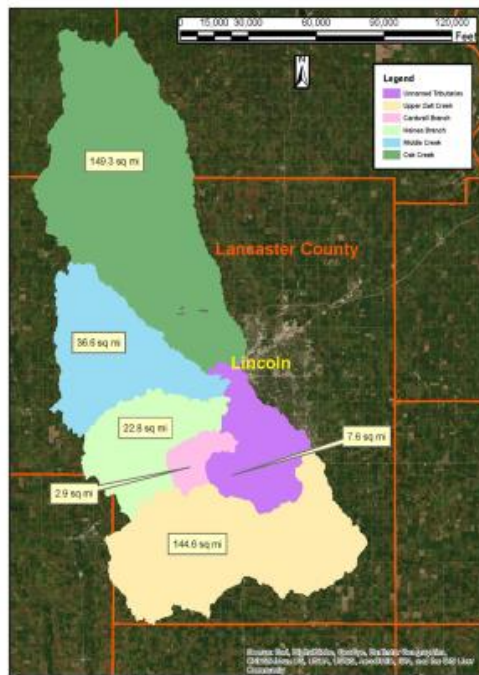 0 15,000 30,000 60,000 90,000 120,000
Feet
N
Legend
Unnamed Tributaries
Upper Salt Creek
Cardwell Branch
Haines Branch
Middle Creek
Oak Creek
149.3 sq mi
Lancaster County
36.6 sq mi
Lincoln
22.8 sq mi
7.6 sq mi
2.9 sq mi
144.6 sq mi
Community